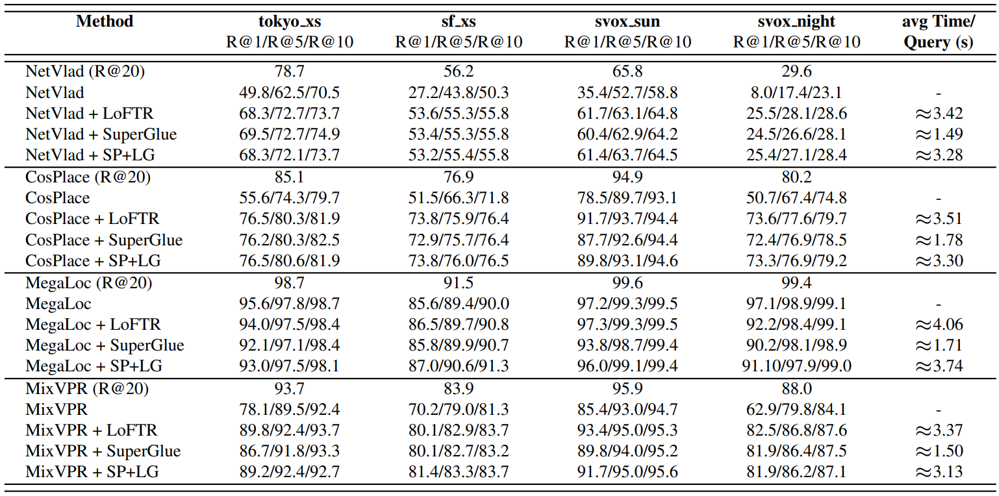 Method tokyo_xs sf_xs svox_sun svox_night avg Time/
R@1/R@5/R@10 R@1/R@5/R@10 R@1/R@5/R@10 R@1/R@5/R@10 Query (s)
NetVlad (R@20) 78.7 56.2 65.8 29.6
NetVlad 49.8/62.5/70.5 27.2/43.8/50.3 35.4/52.7/58.8 8.0/17.4/23.1 -
NetVlad + LoFTR 68.3/72.7/73.7 53.6/55.3/55.8 61.7/63.1/64.8 25.5/28.1/28.6 ≈3.42
NetVlad + SuperGlue 69.5/72.7/74.9 53.4/55.3/55.8 60.4/62.9/64.2 24.5/26.6/28.1 ≈1.49
NetVlad + SP+LG 68.3/72.1/73.7 53.2/55.4/55.8 61.4/63.7/64.5 25.4/27.1/28.4 ≈3.28
CosPlace (R@20) 85.1 76.9 94.9 80.2
CosPlace 55.6/74.3/79.7 51.5/66.3/71.8 78.5/89.7/93.1 50.7/67.4/74.8 -
CosPlace + LoFTR 76.5/80.3/81.9 73.8/75.9/76.4 91.7/93.7/94.4 73.6/77.6/79.7 ≈3.51
CosPlace + SuperGlue 76.2/80.3/82.5 72.9/75.7/76.4 87.7/92.6/94.4 72.4/76.9/78.5 ≈1.78
CosPlace + SP+LG 76.5/80.6/81.9 73.8/76.0/76.5 89.8/93.1/94.6 73.3/76.9/79.2 ≈3.30
MegaLoc (R@20) 98.7 91.5 99.6 99.4
MegaLoc 95.6/97.8/98.7 85.6/89.4/90.0 97.2/99.3/99.5 97.1/98.9/99.1 -
MegaLoc + LoFTR 94.0/97.5/98.4 86.5/89.7/90.8 97.3/99.3/99.5 92.2/98.4/99.1 ≈4.06
MegaLoc + SuperGlue 92.1/97.1/98.4 85.8/89.9/90.7 93.8/98.7/99.4 90.2/98.1/98.9 ≈1.71
MegaLoc + SP+LG 93.0/97.5/98.1 87.0/90.6/91.3 96.0/99.1/99.4 91.10/97.9/99.0 ≈3.74
MixVPR (R@20) 93.7 83.9 95.9 88.0
MixVPR 78.1/89.5/92.4 70.2/79.0/81.3 85.4/93.0/94.7 62.9/79.8/84.1 -
MixVPR + LoFTR 89.8/92.4/93.7 80.1/82.9/83.7 93.4/95.0/95.3 82.5/86.8/87.6 ≈3.37
MixVPR + SuperGlue 86.7/91.8/93.3 80.1/82.7/83.2 89.8/94.0/95.2 81.9/86.4/87.5 ≈1.50
MixVPR + SP+LG 89.2/92.4/92.7 81.4/83.3/83.7 91.7/95.0/95.6 81.9/86.2/87.1 ≈3.13